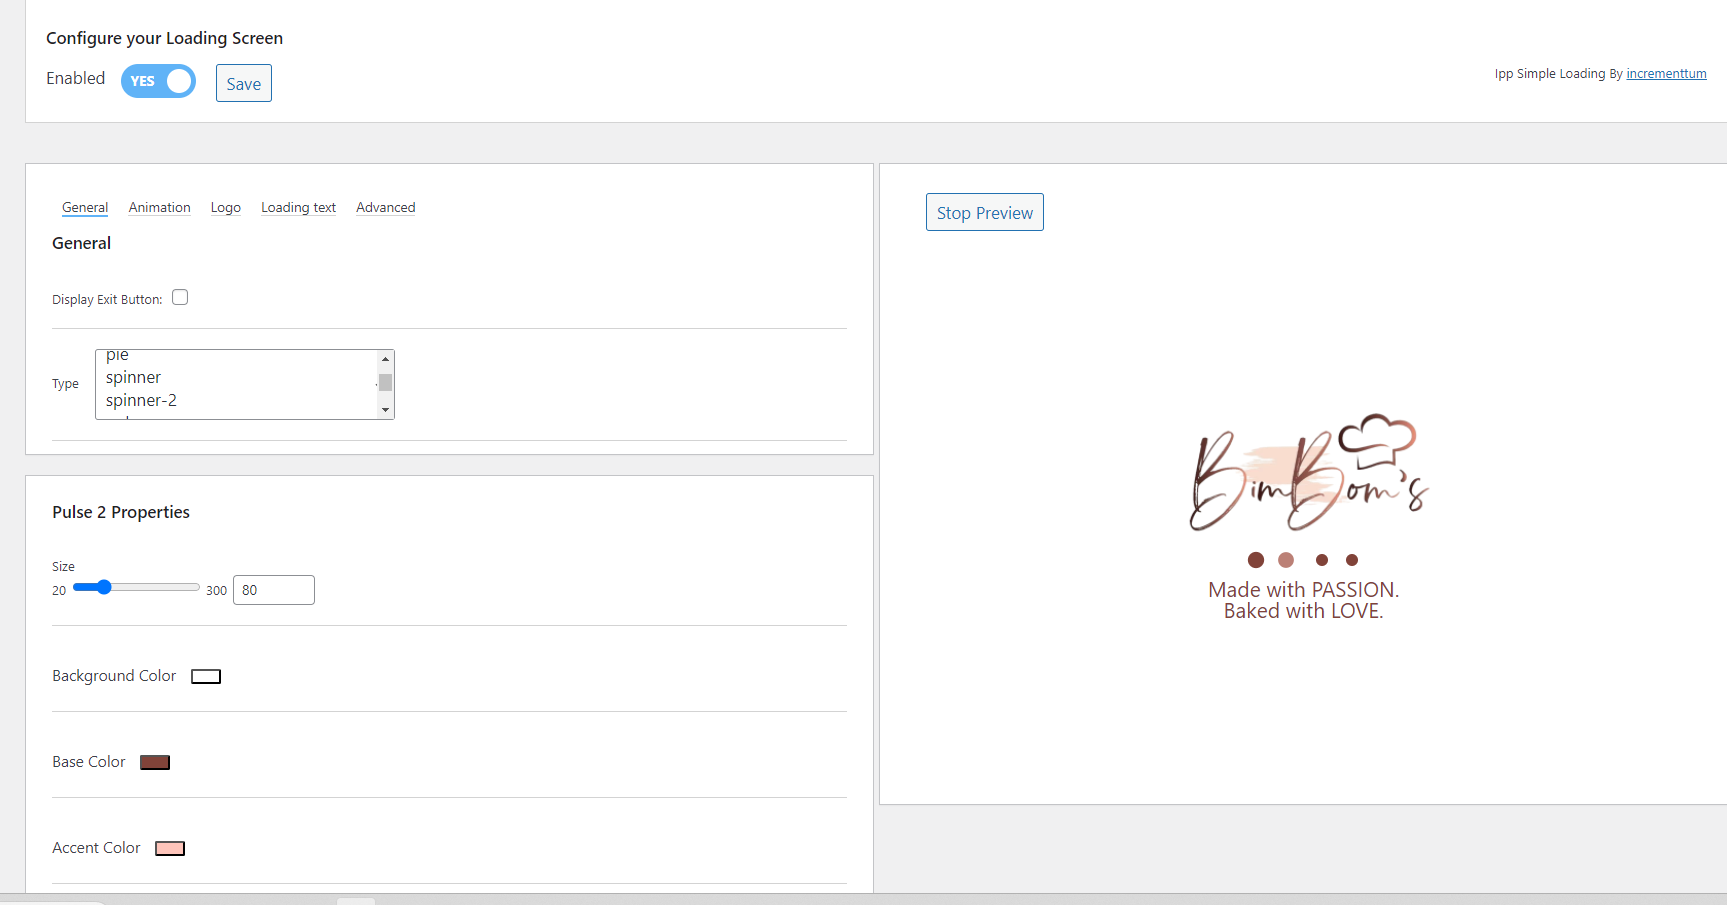 Configure your Loading Screen
Enabled YES Save
Ipp Simple Loading By incrementtum
General Animation Logo Loading text Advanced
General
Display Exit Button:
Type
pie
spinner
spinner-2
Pulse 2 Properties
Size
20 300 80
Background Color
Base Color
Accent Color
Stop Preview
BimBom's
Made with PASSION.
Baked with LOVE.